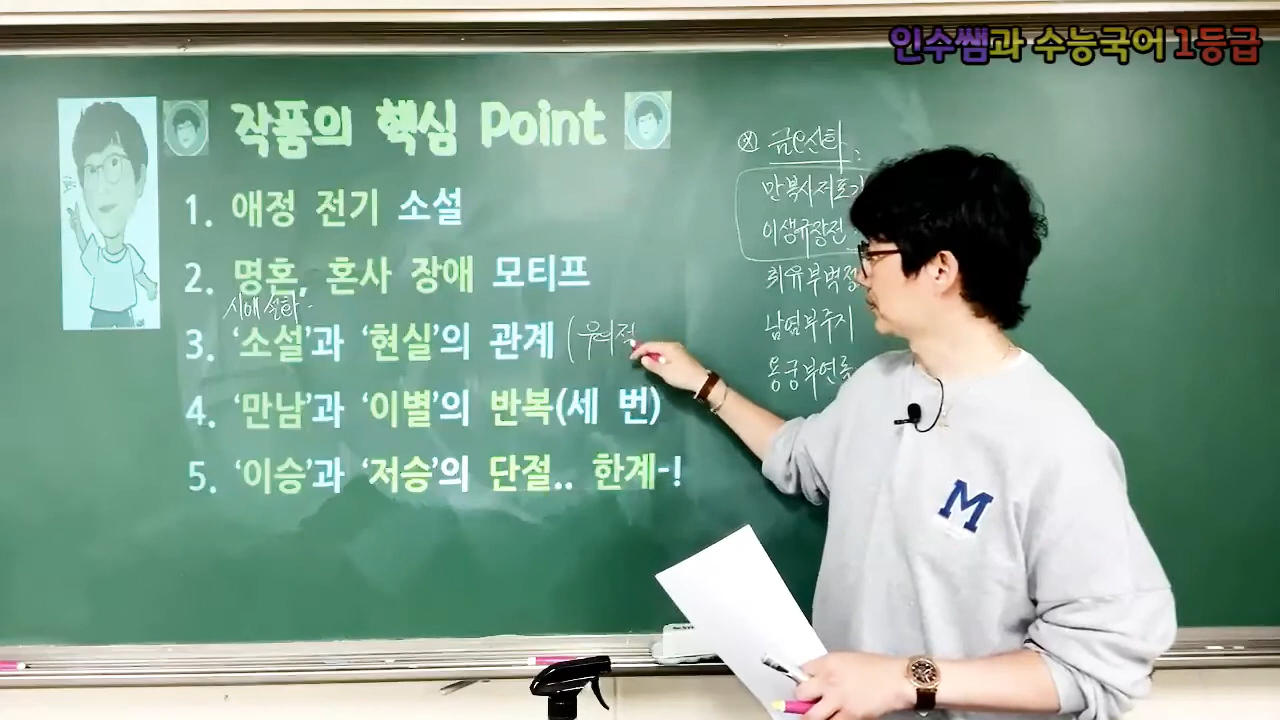 인수쌤과 수능국어 1등급
작품의 핵심 Point
1. 애정 전기 소설
2. 명혼, 혼사 장애 모티프
시애설화
3. '소설'과 '현실'의 관계 (우의적
4. '만남'과 '이별'의 반복(세 번)
5. '이승'과 '저승'의 단절.. 한계-!
금오신화:
만복사저포기
이생규장전
취유부벽정
남염부주지
용궁부연록
M